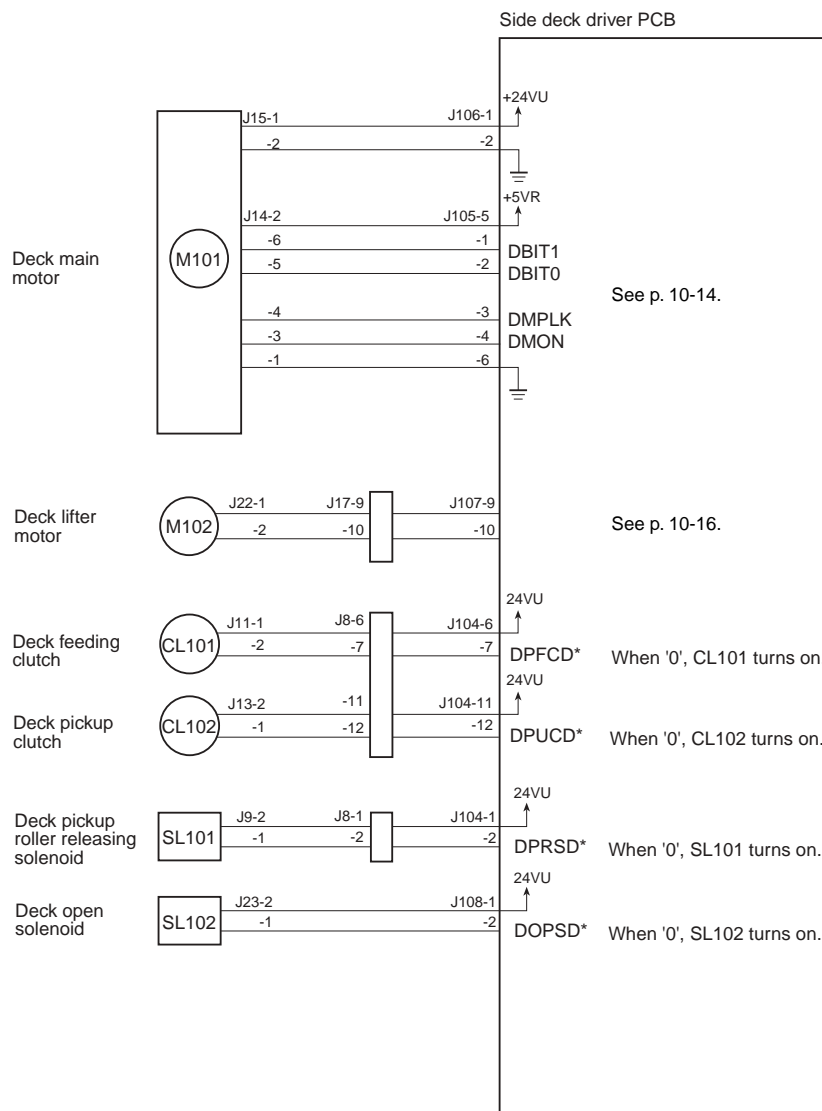 Side deck driver PCB
+24VU
J15-1 J106-1
-2 -2
+5VR
J14-2 J105-5
-6 -1 DBIT1
-5 -2 DBIT0
Deck main
motor
M101
See p. 10-14.
-4 -3 DMPLK
-3 -4 DMON
-1 -6
Deck lifter
motor
M102
J22-1 J17-9 J107-9
-2 -10 -10
See p. 10-16.
24VU
Deck feeding
clutch
CL101
J11-1 J8-6 J104-6
-2 -7 -7 DPFCD* When '0', CL101 turns on
24VU
Deck pickup
clutch
CL102
J13-2 -11 J104-11
-1 -12 -12 DPUCD* When '0', CL102 turns on.
24VU
Deck pickup
roller releasing
solenoid
SL101
J9-2 J8-1 J104-1
-1 -2 -2 DPRSD* When '0', SL101 turns on.
24VU
Deck open
solenoid
SL102
J23-2 J108-1
-1 -2 DOPSD* When '0', SL102 turns on.